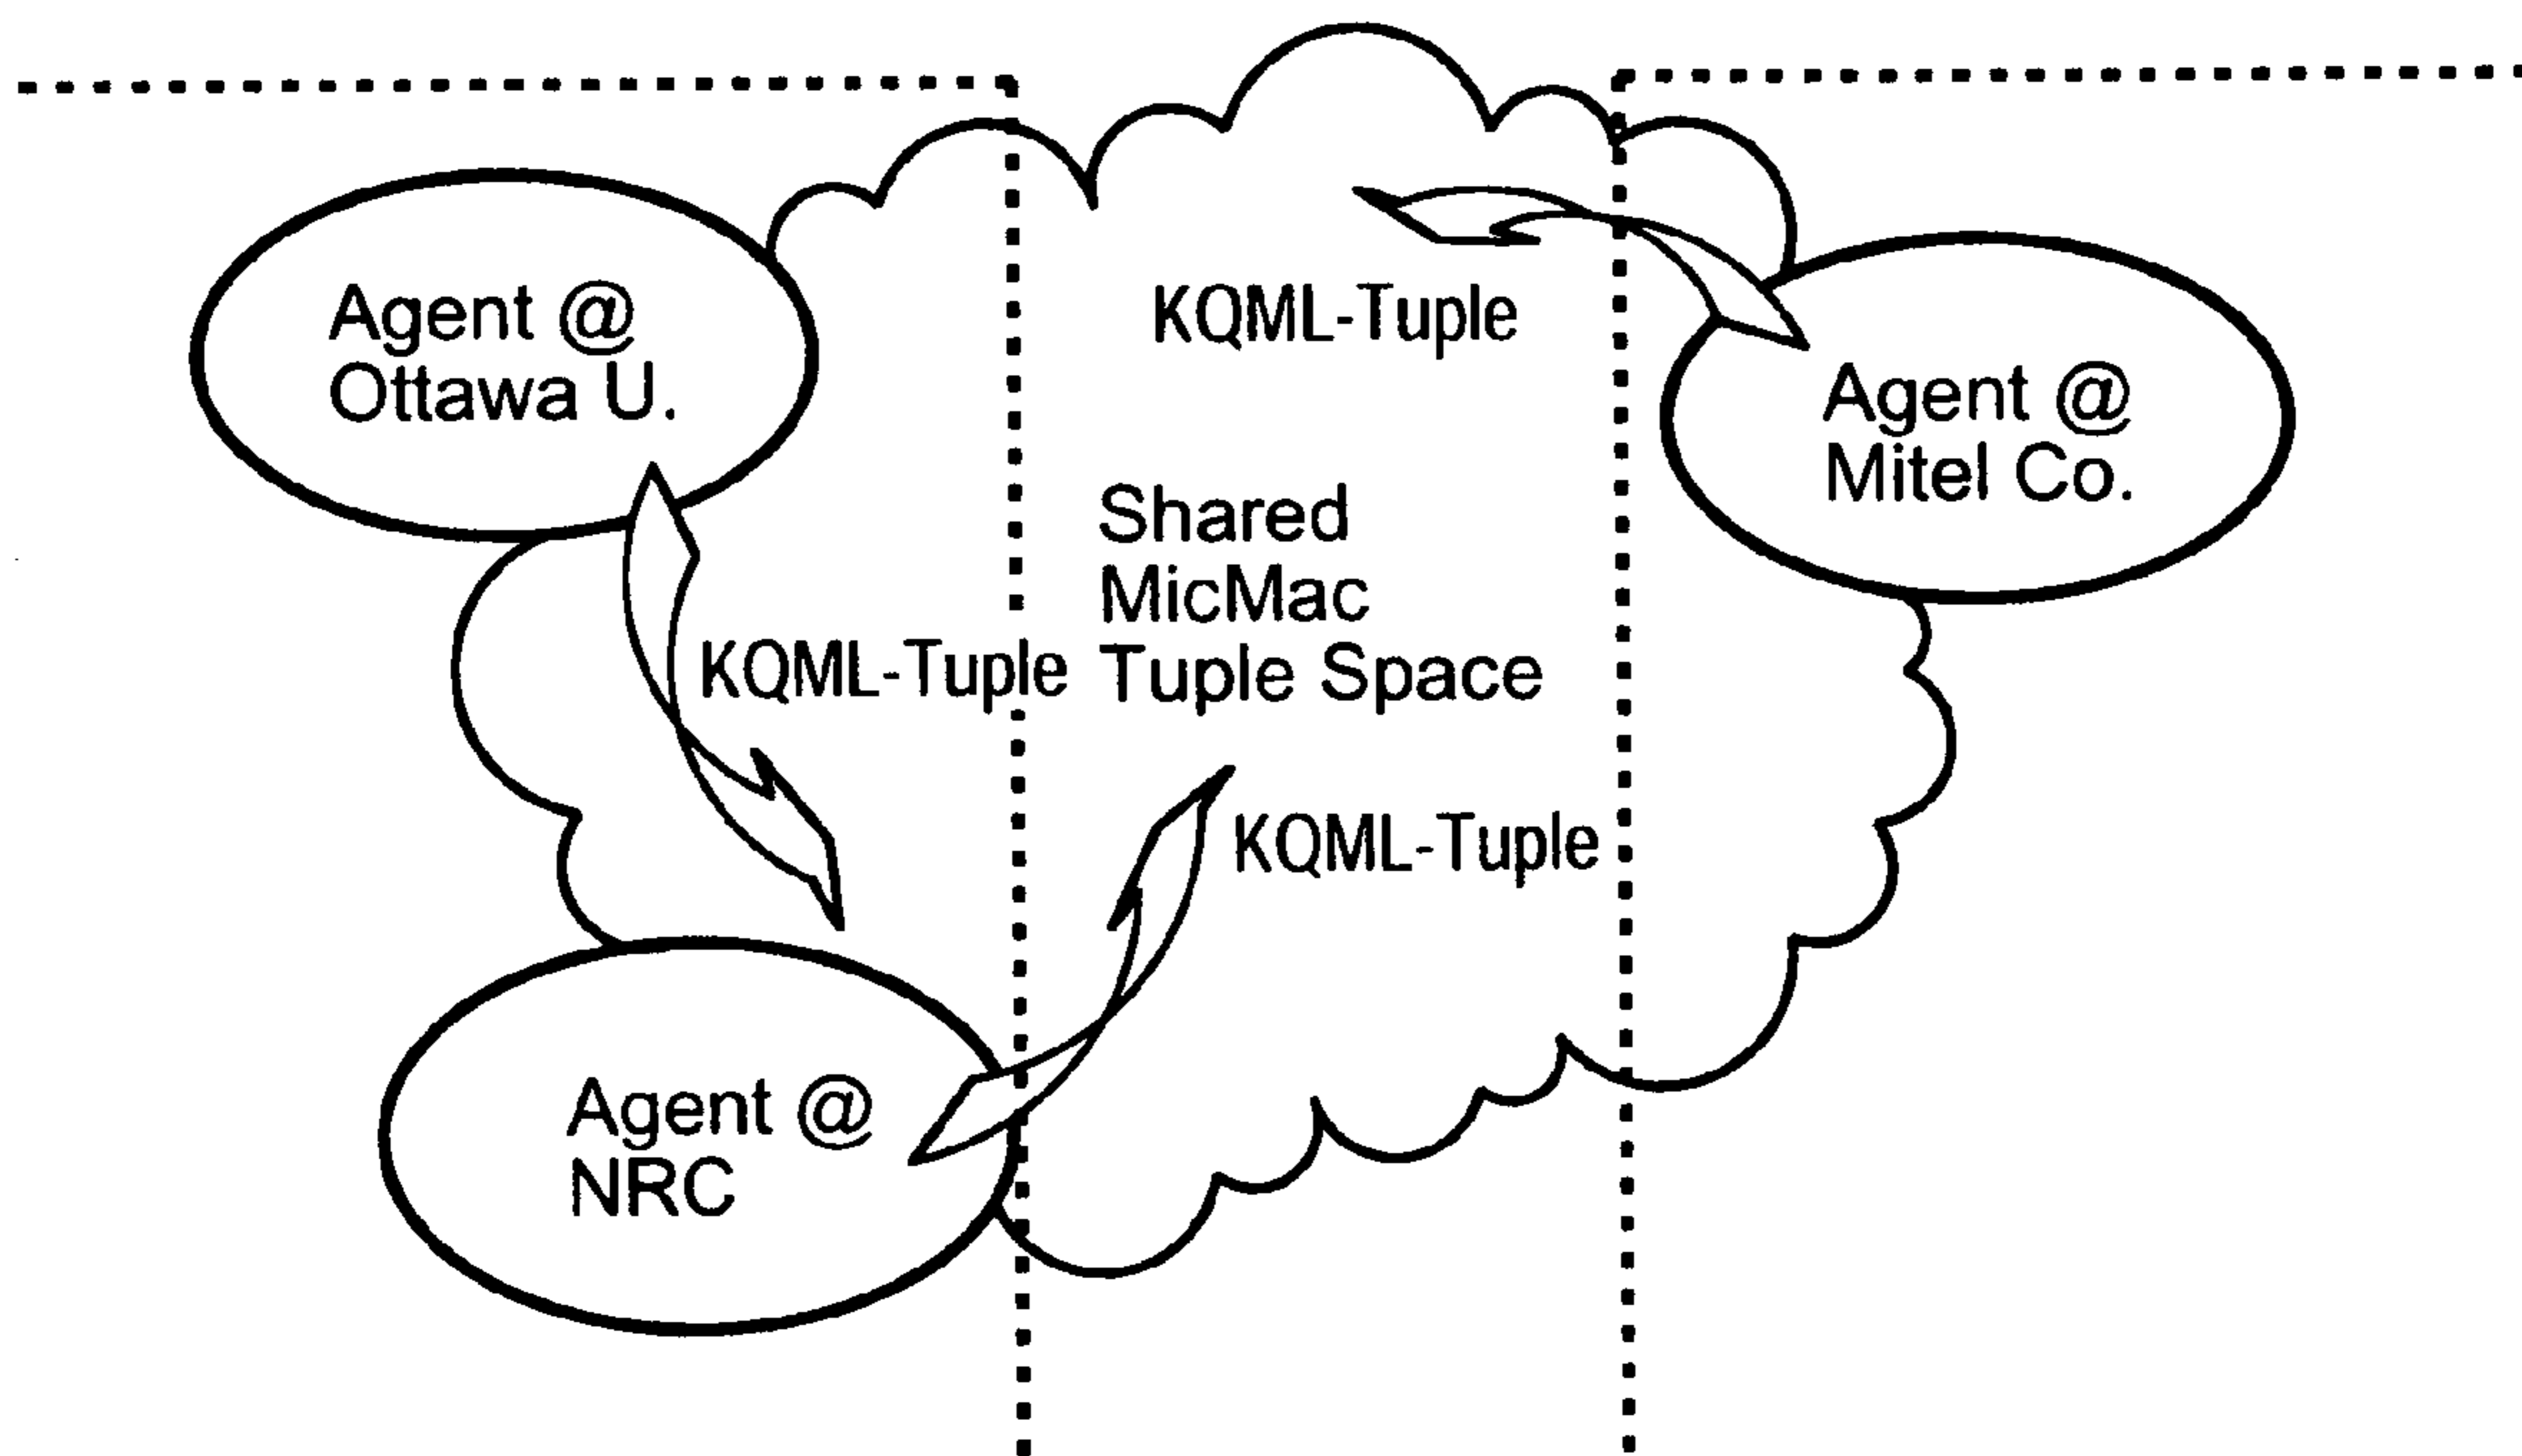 Agent @
Ottawa U.
KQML-Tuple
Agent @
Mitel Co.
Shared
MicMac
Tuple Space
KQML-Tuple
KQML-Tuple
Agent @
NRC